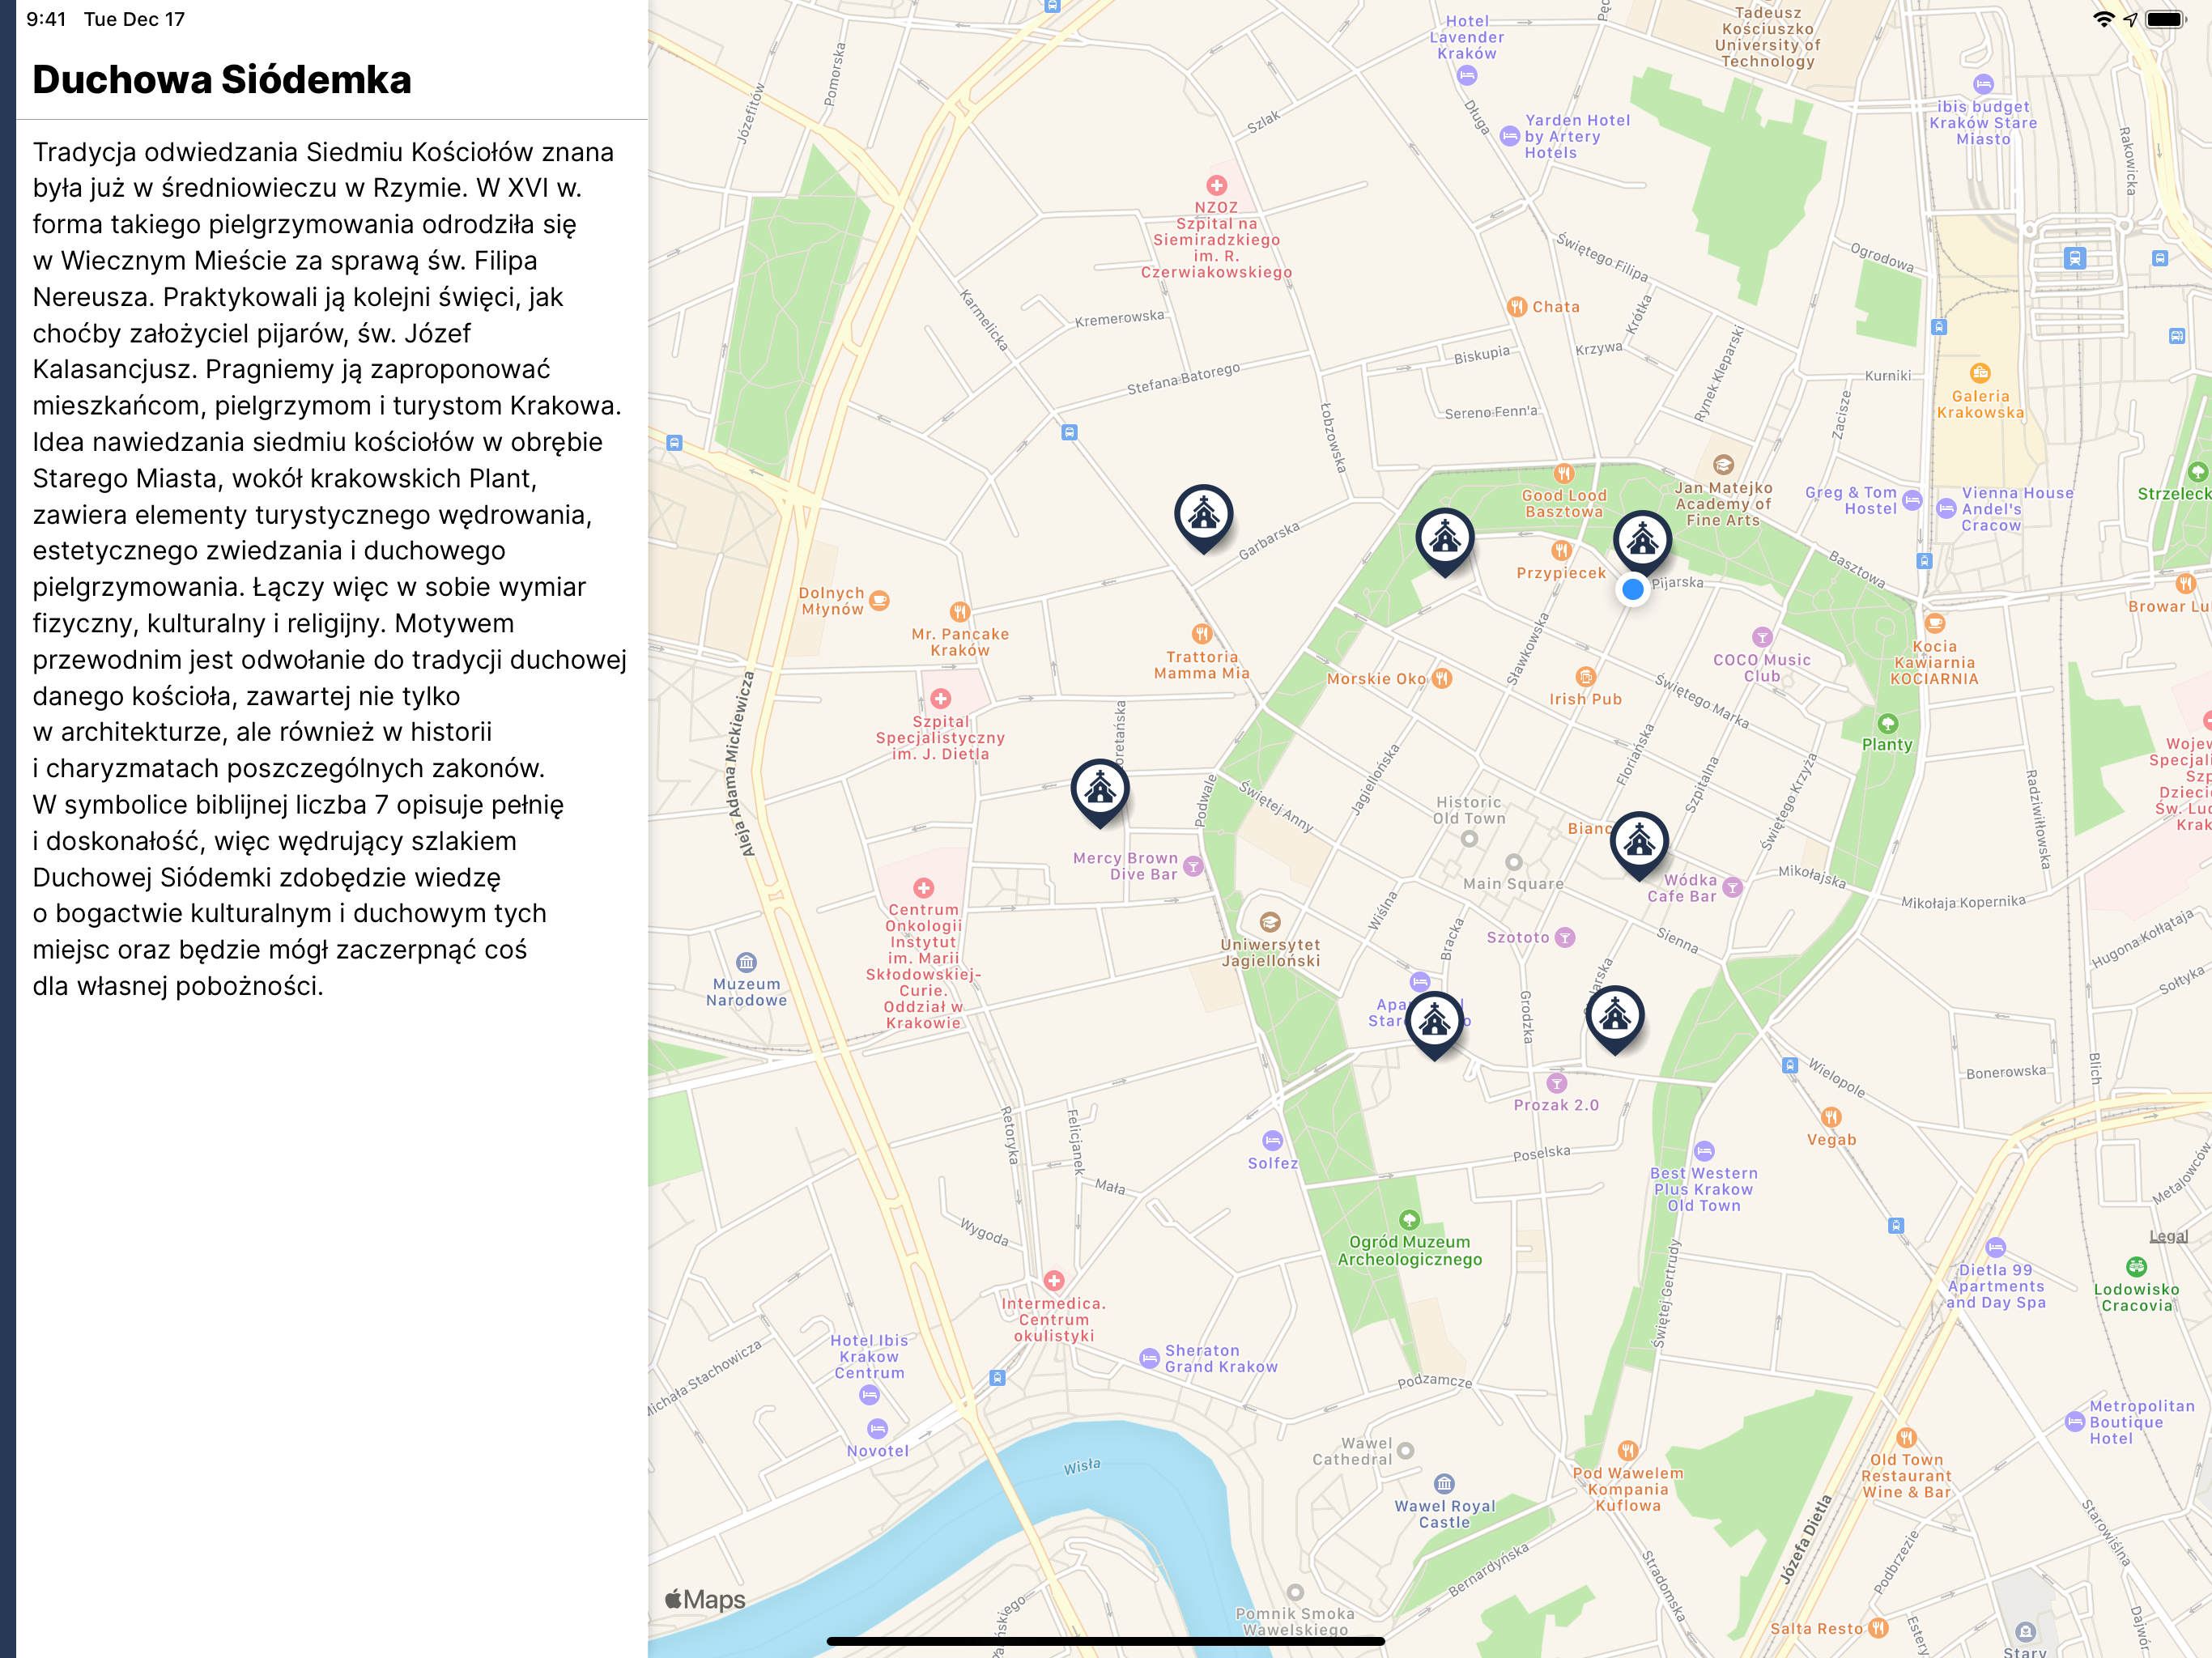 9:41 Tue Dec 17
Duchowa Siódemka
Tradycja odwiedzania Siedmiu Kościołów znana
była już w średniowieczu w Rzymie. W XVI w.
forma takiego pielgrzymowania odrodziła się
w Wiecznym Mieście za sprawą św. Filipa
Nereusza. Praktykowali ją kolejni święci, jak
choćby założyciel pijarów, św. Józef
Kalasancjusz. Pragniemy ją zaproponować
mieszkańcom, pielgrzymom i turystom Krakowa.
Idea nawiedzania siedmiu kościołów w obrębie
Starego Miasta, wokół krakowskich Plant,
zawiera elementy turystycznego wędrowania,
estetycznego zwiedzania i duchowego
pielgrzymowania. Łączy więc w sobie wymiar
fizyczny, kulturalny i religijny. Motywem
przewodnim jest odwołanie do tradycji duchowej
danego kościoła, zawartej nie tylko
w architekturze, ale również w historii
i charyzmatach poszczególnych zakonów.
W symbolice biblijnej liczba 7 opisuje pełnię
i doskonałość, więc wędrujący szlakiem
Duchowej Siódemki zdobędzie wiedzę
o bogactwie kulturalnym i duchowym tych
miejsc oraz będzie mógł zaczerpnąć coś
dla własnej pobożności.
Józefitów
Pomorska
Hotel
Lavender
Kraków
Tadeusz
Kościuszko
University of
Technology
Szlak
Długa
Yarden Hotel
by Artery
Hotels
ibis budget
Kraków Stare
Miasto
Rakowicka
NZOZ
Szpital na
Siemiradzkiego
im. R.
Czerwiakowskiego
Świętego Filipa
Ogrodowa
Karmelicka
Kremerowska
Chata
Krótka
Krzywa
Biskupia
Rynek Kleparski
Kurniki
Galeria
Krakowska
Stefana Batorego
Sereno Fenn'a
Łobzowska
Zacisze
Good Lood
Basztowa
Jan Matejko
Academy of
Fine Arts
Greg & Tom
Hostel
Vienna House
Andel's
Cracow
Garbarska
Przypiecek
Pijarska
Basztowa
Dolnych
Młynów
Mr. Pancake
Kraków
Trattoria
Mamma Mia
Morskie Oko
Sławkowska
Irish Pub
COCO Music
Club
Kocia
Kawiarnia
KOCIARNIA
Świętego Marka
Szpital
Specjalistyczny
im. J. Dietla
Aleja Adama Mickiewicza
Planty
Podwale
Świętej Anny
Jagiellońska
Floriańska
Szpitalna
Świętego Krzyża
Radziwiłłowska
Historic
Old Town
Main Square
Mercy Brown
Dive Bar
Wódka
Cafe Bar
Mikołajska
Mikołaja Kopernika
Centrum
Onkologii
Instytut
im. Marii
Skłodowskiej-
Curie.
Oddział w
Krakowie
Wiślna
Bracka
Szototo
Sienna
Hugona Kołłątaja
Sołtyka
Uniwersytet
Jagielloński
Muzeum
Narodowe
Grodzka
Prozak 2.0
Wielopole
Bonerowska
Blich
Vegab
Retoryka
Felicjanek
Solfez
Poselska
Mała
Best Western
Plus Krakow
Old Town
Metalowców
Wygoda
Ogród Muzeum
Archeologicznego
Legal
Świętej Gertrudy
Dietla 99
Apartments
and Day Spa
Lodowisko
Cracovia
Intermedica.
Centrum
okulistyki
Hotel Ibis
Krakow
Centrum
Michała Stachowicza
Sheraton
Grand Krakow
Podzamcze
Novotel
Metropolitan
Boutique
Hotel
Wisła
Wawel
Cathedral
Wawel Royal
Castle
Pod Wawelem
Kompania
Kuflowa
Old Town
Restaurant
Wine & Bar
Józefa Dietla
Starowiślna
Bernardyńska
Stradomska
Podbrzezie
Maps
Pomnik Smoka
Wawelskiego
Salta Resto
Estery
Dajwór
Stary